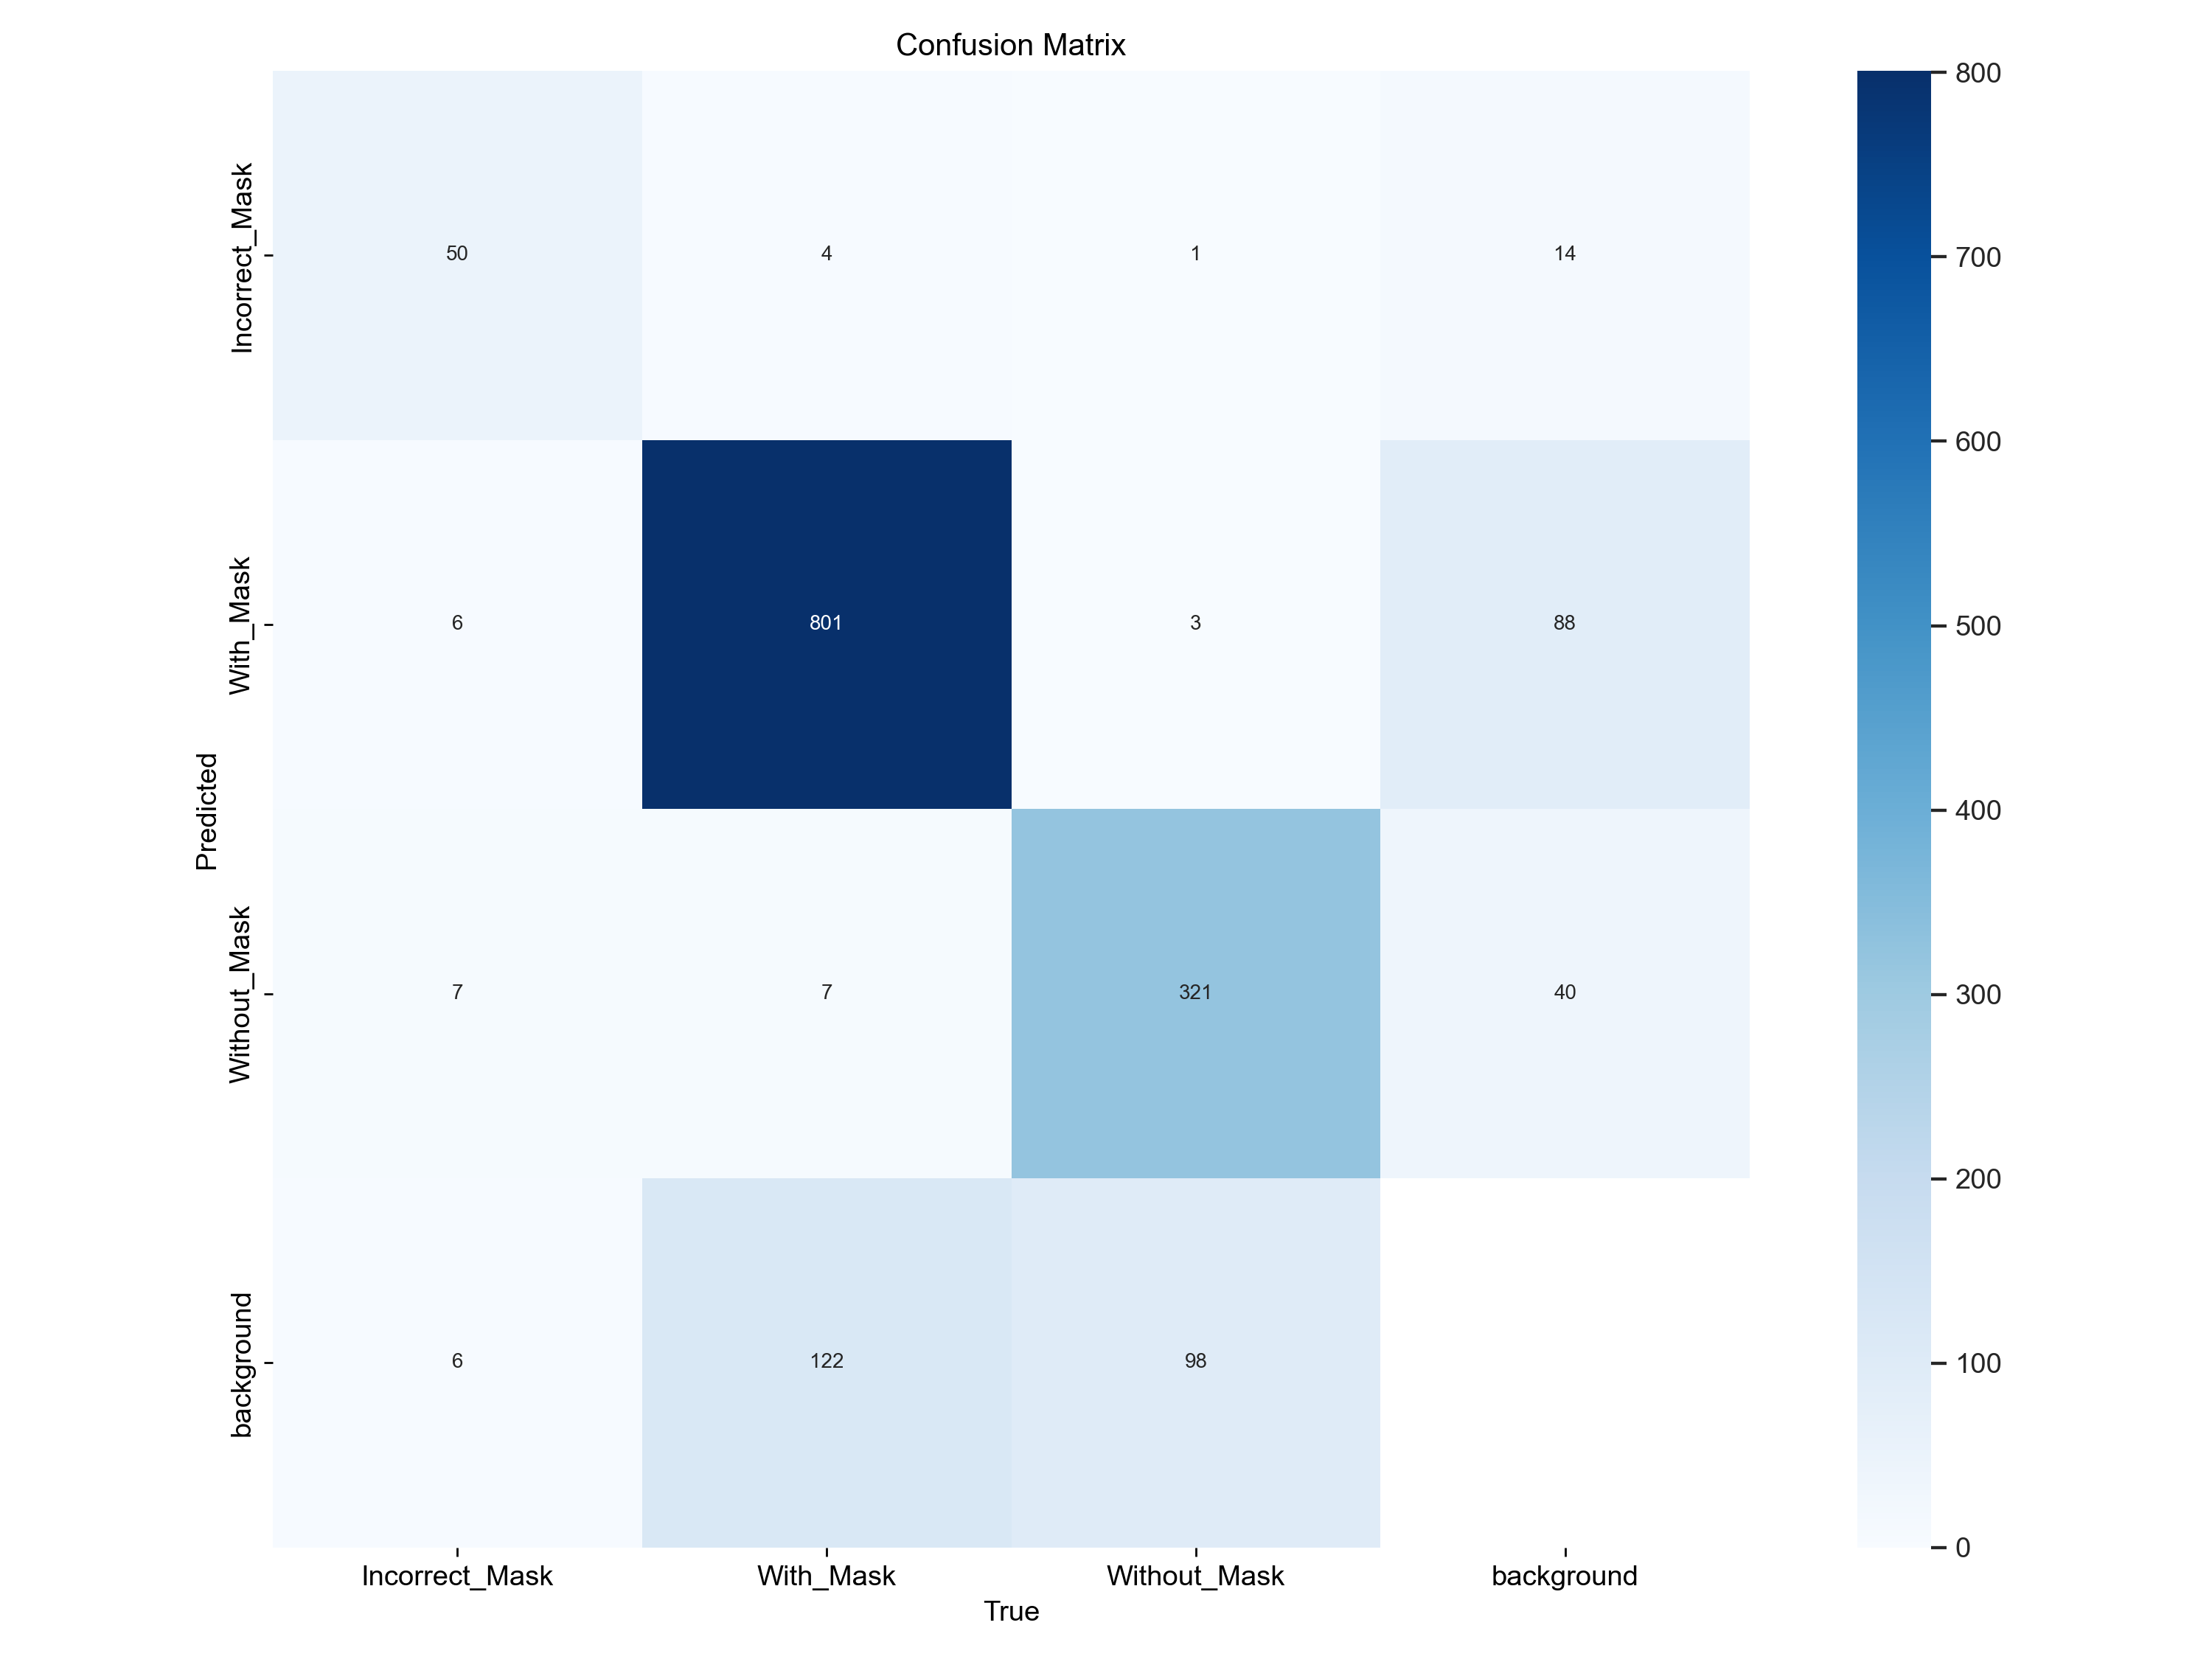 Confusion Matrix
Predicted
Incorrect_Mask
50 4 1 14
With_Mask
6 801 3 88
Without_Mask
7 7 321 40
background
6 122 98
Incorrect_Mask With_Mask Without_Mask background
True
800
700
600
500
400
300
200
100
0